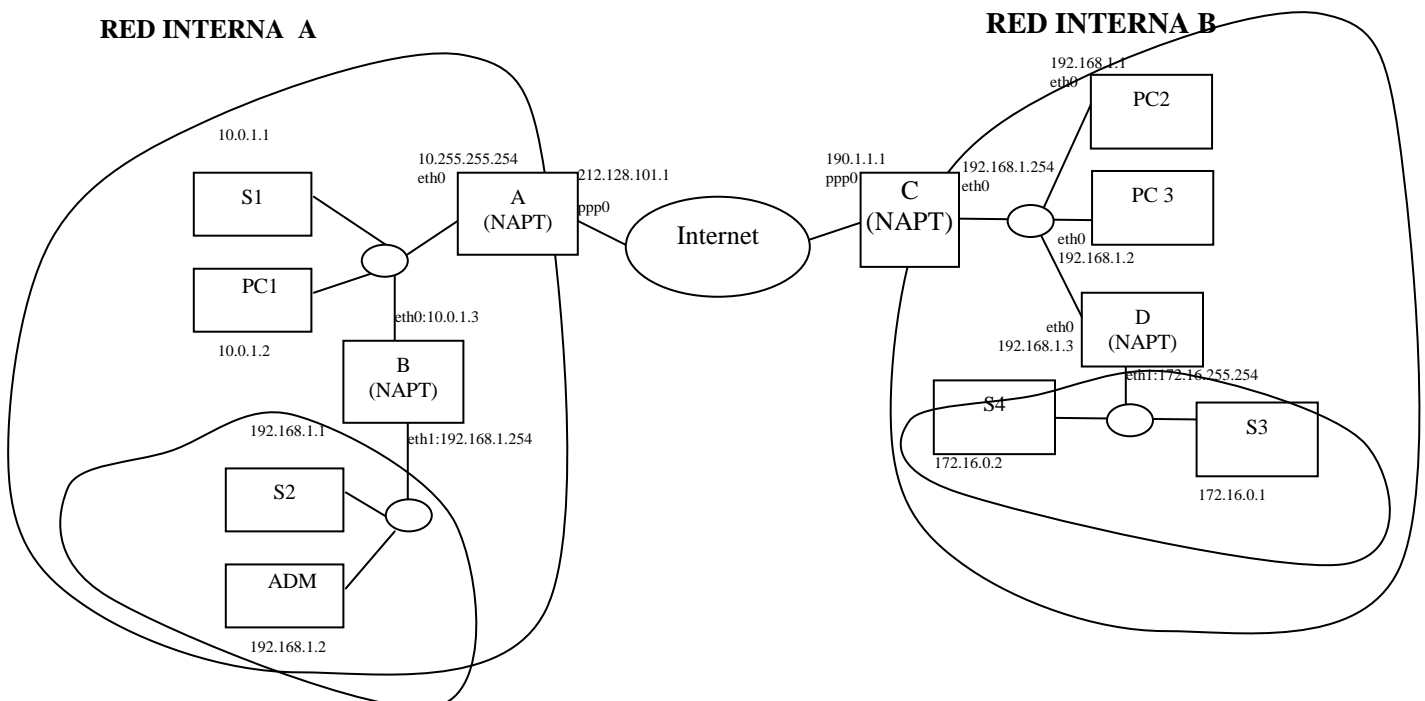 RED INTERNA A
10.0.1.1
S1
PC1
10.0.1.2
10.255.255.254
eth0
A
(NAPT)
212.128.101.1
ppp0
eth0:10.0.1.3
B
(NAPT)
eth1:192.168.1.254
192.168.1.1
S2
ADM
192.168.1.2
Internet
RED INTERNA B
190.1.1.1
ppp0
C
(NAPT)
192.168.1.254
eth0
192.168.1.1
eth0
PC2
PC 3
eth0
192.168.1.2
D
(NAPT)
eth0
192.168.1.3
eth1:172.16.255.254
S4
172.16.0.2
S3
172.16.0.1